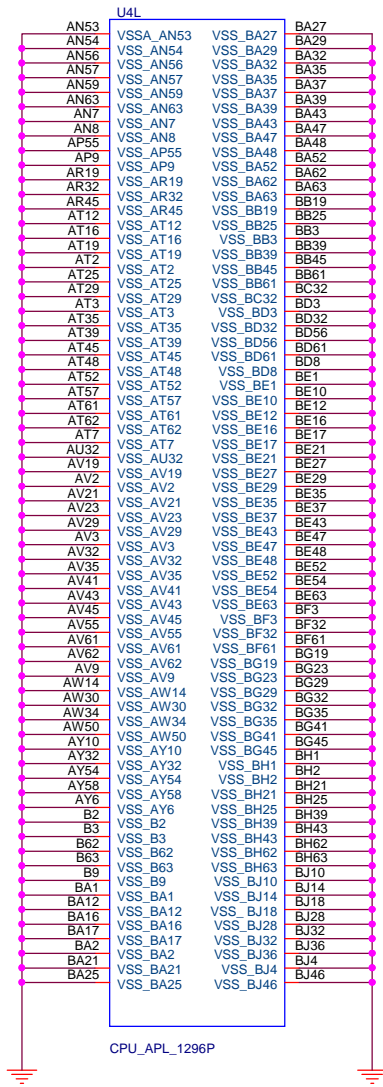 U4L
AN53 VSSA_AN53 VSS_BA27 BA27
AN54 VSS_AN54 VSS_BA29 BA29
AN56 VSS_AN56 VSS_BA32 BA32
AN57 VSS_AN57 VSS_BA35 BA35
AN59 VSS_AN59 VSS_BA37 BA37
AN63 VSS_AN63 VSS_BA39 BA39
AN7 VSS_AN7 VSS_BA43 BA43
AN8 VSS_AN8 VSS_BA47 BA47
AP55 VSS_AP55 VSS_BA48 BA48
AP9 VSS_AP9 VSS_BA52 BA52
AR19 VSS_AR19 VSS_BA62 BA62
AR32 VSS_AR32 VSS_BA63 BA63
AR45 VSS_AR45 VSS_BB19 BB19
AT12 VSS_AT12 VSS_BB25 BB25
AT16 VSS_AT16 VSS_BB3 BB3
AT19 VSS_AT19 VSS_BB39 BB39
AT2 VSS_AT2 VSS_BB45 BB45
AT25 VSS_AT25 VSS_BB61 BB61
AT29 VSS_AT29 VSS_BC32 BC32
AT3 VSS_AT3 VSS_BD3 BD3
AT35 VSS_AT35 VSS_BD32 BD32
AT39 VSS_AT39 VSS_BD56 BD56
AT45 VSS_AT45 VSS_BD61 BD61
AT48 VSS_AT48 VSS_BD8 BD8
AT52 VSS_AT52 VSS_BE1 BE1
AT57 VSS_AT57 VSS_BE10 BE10
AT61 VSS_AT61 VSS_BE12 BE12
AT62 VSS_AT62 VSS_BE16 BE16
AT7 VSS_AT7 VSS_BE17 BE17
AU32 VSS_AU32 VSS_BE21 BE21
AV19 VSS_AV19 VSS_BE27 BE27
AV2 VSS_AV2 VSS_BE29 BE29
AV21 VSS_AV21 VSS_BE35 BE35
AV23 VSS_AV23 VSS_BE37 BE37
AV29 VSS_AV29 VSS_BE43 BE43
AV3 VSS_AV3 VSS_BE47 BE47
AV32 VSS_AV32 VSS_BE48 BE48
AV35 VSS_AV35 VSS_BE52 BE52
AV41 VSS_AV41 VSS_BE54 BE54
AV43 VSS_AV43 VSS_BE63 BE63
AV45 VSS_AV45 VSS_BF3 BF3
AV55 VSS_AV55 VSS_BF32 BF32
AV61 VSS_AV61 VSS_BF61 BF61
AV62 VSS_AV62 VSS_BG19 BG19
AV9 VSS_AV9 VSS_BG23 BG23
AW14 VSS_AW14 VSS_BG29 BG29
AW30 VSS_AW30 VSS_BG32 BG32
AW34 VSS_AW34 VSS_BG35 BG35
AW50 VSS_AW50 VSS_BG41 BG41
AY10 VSS_AY10 VSS_BG45 BG45
AY32 VSS_AY32 VSS_BH1 BH1
AY54 VSS_AY54 VSS_BH2 BH2
AY58 VSS_AY58 VSS_BH21 BH21
AY6 VSS_AY6 VSS_BH25 BH25
B2 VSS_B2 VSS_BH39 BH39
B3 VSS_B3 VSS_BH43 BH43
B62 VSS_B62 VSS_BH62 BH62
B63 VSS_B63 VSS_BH63 BH63
B9 VSS_B9 VSS_BJ10 BJ10
BA1 VSS_BA1 VSS_BJ14 BJ14
BA12 VSS_BA12 VSS_ BJ18 BJ18
BA16 VSS_BA16 VSS_BJ28 BJ28
BA17 VSS_BA17 VSS_BJ32 BJ32
BA2 VSS_BA2 VSS_BJ36 BJ36
BA21 VSS_BA21 VSS_BJ4 BJ4
BA25 VSS_BA25 VSS_BJ46 BJ46
CPU_APL_1296P